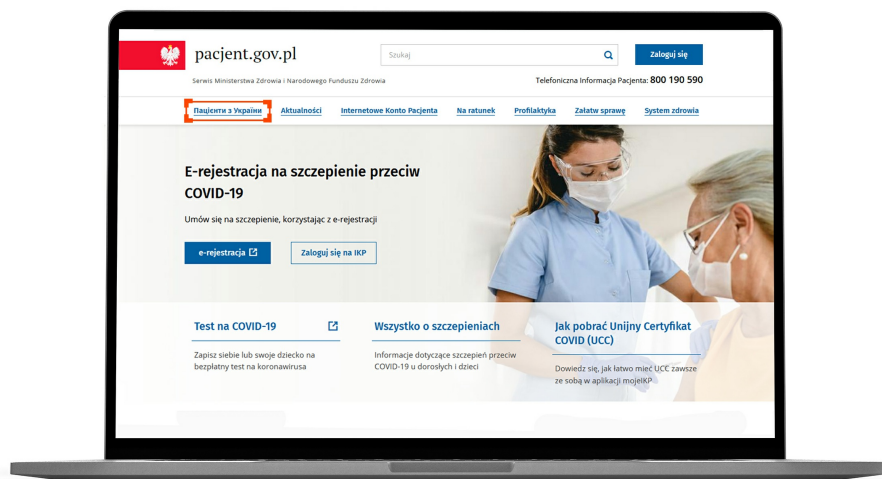 pacjent.gov.pl
Szukaj
Zaloguj się
Serwis Ministerstwa Zdrowia i Narodowego Funduszu Zdrowia
Telefoniczna Informacja Pacjenta: 800 190 590
Пацієнти з України
Aktualności
Internetowe Konto Pacjenta
Na ratunek
Profilaktyka
Załatw sprawę
System zdrowia
E-rejestracja na szczepienie przeciw
COVID-19
Umów się na szczepienie, korzystając z e-rejestracji
e-rejestracja
Zaloguj się na IKP
Test na COVID-19
Zapisz siebie lub swoje dziecko na
bezpłatny test na koronawirusa
Wszystko o szczepieniach
Informacje dotyczące szczepień przeciw
COVID-19 u dorosłych i dzieci
Jak pobrać Unijny Certyfikat
COVID (UCC)
Dowiedz się, jak łatwo mieć UCC zawsze
ze sobą w aplikacji mojeIKP